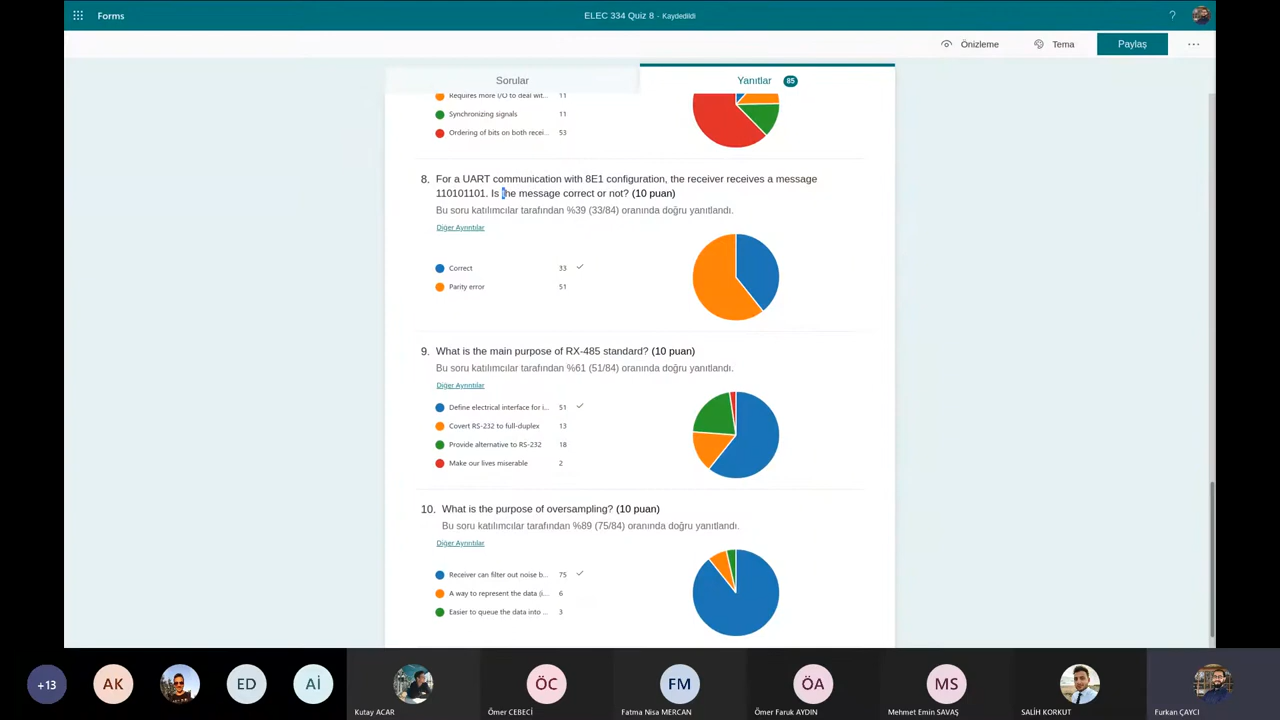 Forms
ELEC 334 Quiz 8 - Kaydedildi
?
Önizleme
Tema
Paylaş
Sorular
Yanıtlar 85
Requires more I/O to deal wit... 11
Synchronizing signals 11
Ordering of bits on both recei... 53
8. For a UART communication with 8E1 configuration, the receiver receives a message
110101101. Is the message correct or not? (10 puan)
Bu soru katılımcılar tarafından %39 (33/84) oranında doğru yanıtlandı.
Diğer Ayrıntılar
Correct 33
Parity error 51
9. What is the main purpose of RX-485 standard? (10 puan)
Bu soru katılımcılar tarafından %61 (51/84) oranında doğru yanıtlandı.
Diğer Ayrıntılar
Define electrical interface for i... 51
Covert RS-232 to full-duplex 13
Provide alternative to RS-232 18
Make our lives miserable 2
10. What is the purpose of oversampling? (10 puan)
Bu soru katılımcılar tarafından %89 (75/84) oranında doğru yanıtlandı.
Diğer Ayrıntılar
Receiver can filter out noise b... 75
A way to represent the data (i... 6
Easier to queue the data into ... 3
+13
AK
ED
Aİ
ÖC
FM
ÖA
MS
Kutay ACAR
Ömer CEBECİ
Fatma Nisa MERCAN
Ömer Faruk AYDIN
Mehmet Emin SAVAŞ
SALİH KORKUT
Furkan ÇAYCI